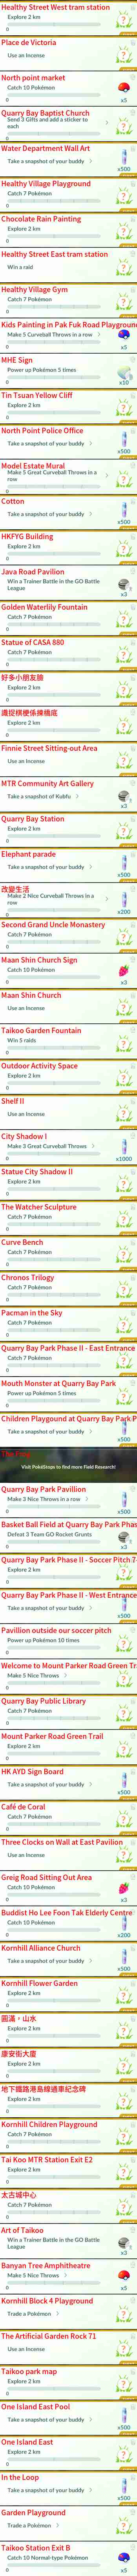 Healthy Street West tram station
Explore 2 km
0
Place de Victoria
Use an Incense
North point market
Catch 10 Pokémon
0
x5
Quarry Bay Baptist Church
Send 3 Gifts and add a sticker to
each
0
Water Department Wall Art
Take a snapshot of your buddy
x500
Healthy Village Playground
Catch 7 Pokémon
0
Chocolate Rain Painting
Explore 2 km
0
Healthy Street East tram station
Win a raid
Healthy Village Gym
Catch 7 Pokémon
0
Kids Painting in Pak Fuk Road Playground
Make 5 Curveball Throws in a row
0
x5
MHE Sign
Power up Pokémon 5 times
0
x10
Tin Tsuan Yellow Cliff
Explore 2 km
0
North Point Police Office
Take a snapshot of your buddy
x500
Model Estate Mural
Make 5 Great Curveball Throws in a
row
0
Cotton
Take a snapshot of your buddy
x500
HKFYG Building
Explore 2 km
0
Java Road Pavilion
Win a Trainer Battle in the GO Battle
League
x3
Golden Waterlily Fountain
Catch 7 Pokémon
0
Statue of CASA 880
Catch 7 Pokémon
0
好多小朋友臉
Explore 2 km
0
識捉棋梗係捧橋底
Explore 2 km
0
Finnie Street Sitting-out Area
Use an Incense
MTR Community Art Gallery
Take a snapshot of Kubfu
x3
Quarry Bay Station
Explore 2 km
0
Elephant parade
Take a snapshot of your buddy
x500
改變生活
Make 2 Nice Curveball Throws in a
row
0
x200
Second Grand Uncle Monastery
Catch 7 Pokémon
0
Maan Shin Church Sign
Catch 10 Pokémon
0
x3
Maan Shin Church
Use an Incense
Taikoo Garden Fountain
Win 5 raids
0
Outdoor Activity Space
Explore 2 km
0
Shelf II
Use an Incense
City Shadow I
Make 3 Great Curveball Throws
0
x1000
Statue City Shadow II
Explore 2 km
0
The Watcher Sculpture
Catch 7 Pokémon
0
Curve Bench
Catch 7 Pokémon
0
Chronos Trilogy
Catch 7 Pokémon
0
Pacman in the Sky
Catch 7 Pokémon
0
Quarry Bay Park Phase II - East Entrance
Catch 7 Pokémon
0
Mouth Monster at Quarry Bay Park
Power up Pokémon 5 times
0
Children Playground at Quarry Bay Park P
Take a snapshot of your buddy
x500
Visit PokéStops to find more Field Research!
Quarry Bay Park Pavillion
Make 3 Nice Throws in a row
0
x500
Basket Ball Field at Quarry Bay Park Phas
Defeat 3 Team GO Rocket Grunts
0
x3
Quarry Bay Park Phase II - Soccer Pitch 7-
Explore 2 km
0
Quarry Bay Park Phase II - West Entrance
Take a snapshot of your buddy
x500
Pavillion outside our soccer pitch
Power up Pokémon 10 times
0
Welcome to Mount Parker Road Green Tr
Make 5 Nice Throws
0
Quarry Bay Public Library
Catch 7 Pokémon
0
Mount Parker Road Green Trail
Explore 2 km
0
HK AYD Sign Board
Take a snapshot of your buddy
x500
Café de Coral
Catch 7 Pokémon
0
Three Clocks on Wall at East Pavilion
Use an Incense
Greig Road Sitting Out Area
Catch 10 Pokémon
0
x3
Buddist Ho Lee Foon Tak Elderly Centre
Catch 10 Pokémon
0
x200
Kornhill Alliance Church
Take a snapshot of your buddy
x500
Kornhill Flower Garden
Explore 2 km
0
圓滿，山水
Explore 2 km
0
康安街大廈
Explore 2 km
0
地下鐵路港島綫通車紀念碑
Explore 2 km
0
Kornhill Children Playground
Catch 7 Pokémon
0
Tai Koo MTR Station Exit E2
Explore 2 km
0
太古城中心
Catch 7 Pokémon
0
Art of Taikoo
Win a Trainer Battle in the GO Battle
League
x3
Banyan Tree Amphitheatre
Make 5 Nice Throws
0
x5
Kornhill Block 4 Playground
Trade a Pokémon
The Artificial Garden Rock 71
Use an Incense
Taikoo park map
Explore 2 km
0
One Island East Pool
Take a snapshot of your buddy
x500
One Island East
Explore 2 km
0
In the Loop
Take a snapshot of your buddy
x500
Garden Playground
Trade a Pokémon
Taikoo Station Exit B
Catch 10 Normal-type Pokémon
0
x5